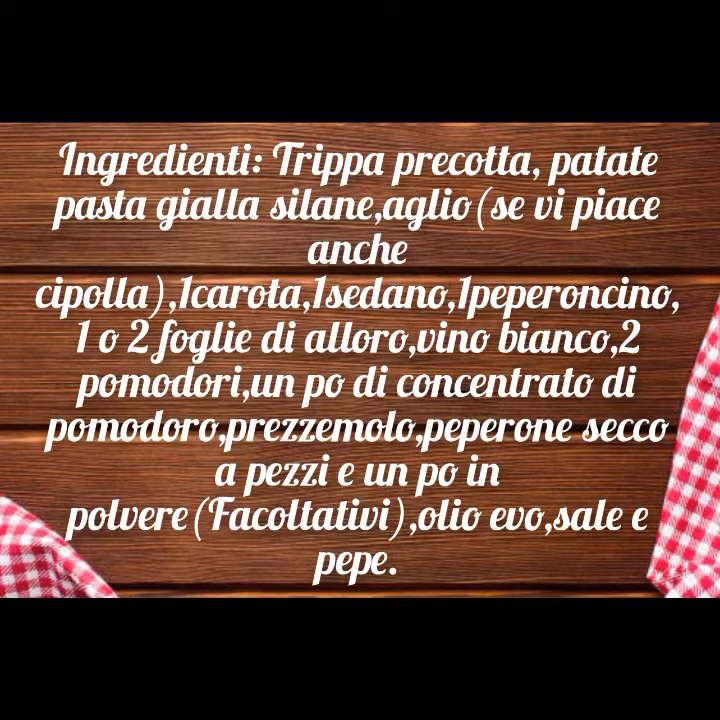 Ingredienti: Trippa precotta, patate
pasta gialla silane,aglio(se vi piace
anche
cipolla),1carota,1sedano,1peperoncino,
1 o 2 foglie di alloro,vino bianco,2
pomodori,un po di concentrato di
pomodoro,prezzemolo,peperone secco
a pezzi e un po in
polvere(Facoltativi),olio evo,sale e
pepe.